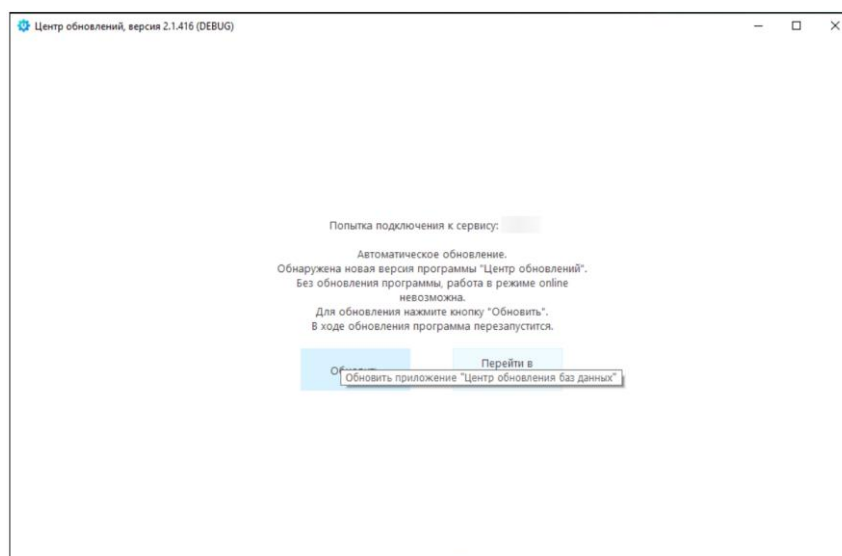 Центр обновлений, версия 2.1.416 (DEBUG)
Попытка подключения к сервису:
Автоматическое обновление.
Обнаружена новая версия программы "Центр обновлений".
Без обновления программы, работа в режиме online
невозможна.
Для обновления нажмите кнопку "Обновить".
В ходе обновления программа перезапустится.
Перейти в
Обновить приложение "Центр обновления баз данных"